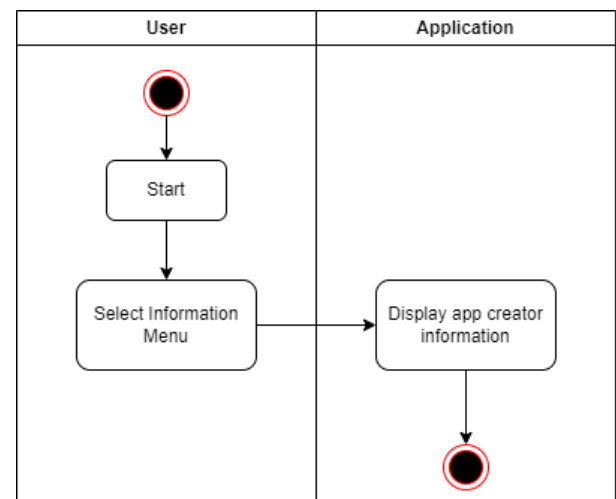 User
Application
Start
Select Information
Menu
Display app creator
information